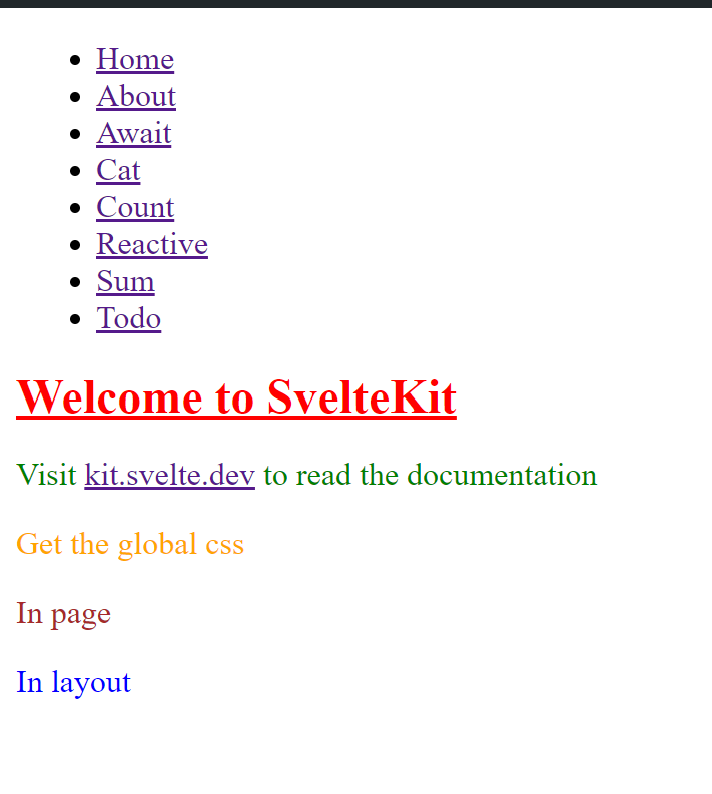 Home
About
Await
Cat
Count
Reactive
Sum
Todo
Welcome to SvelteKit
Visit kit.svelte.dev to read the documentation
Get the global css
In page
In layout